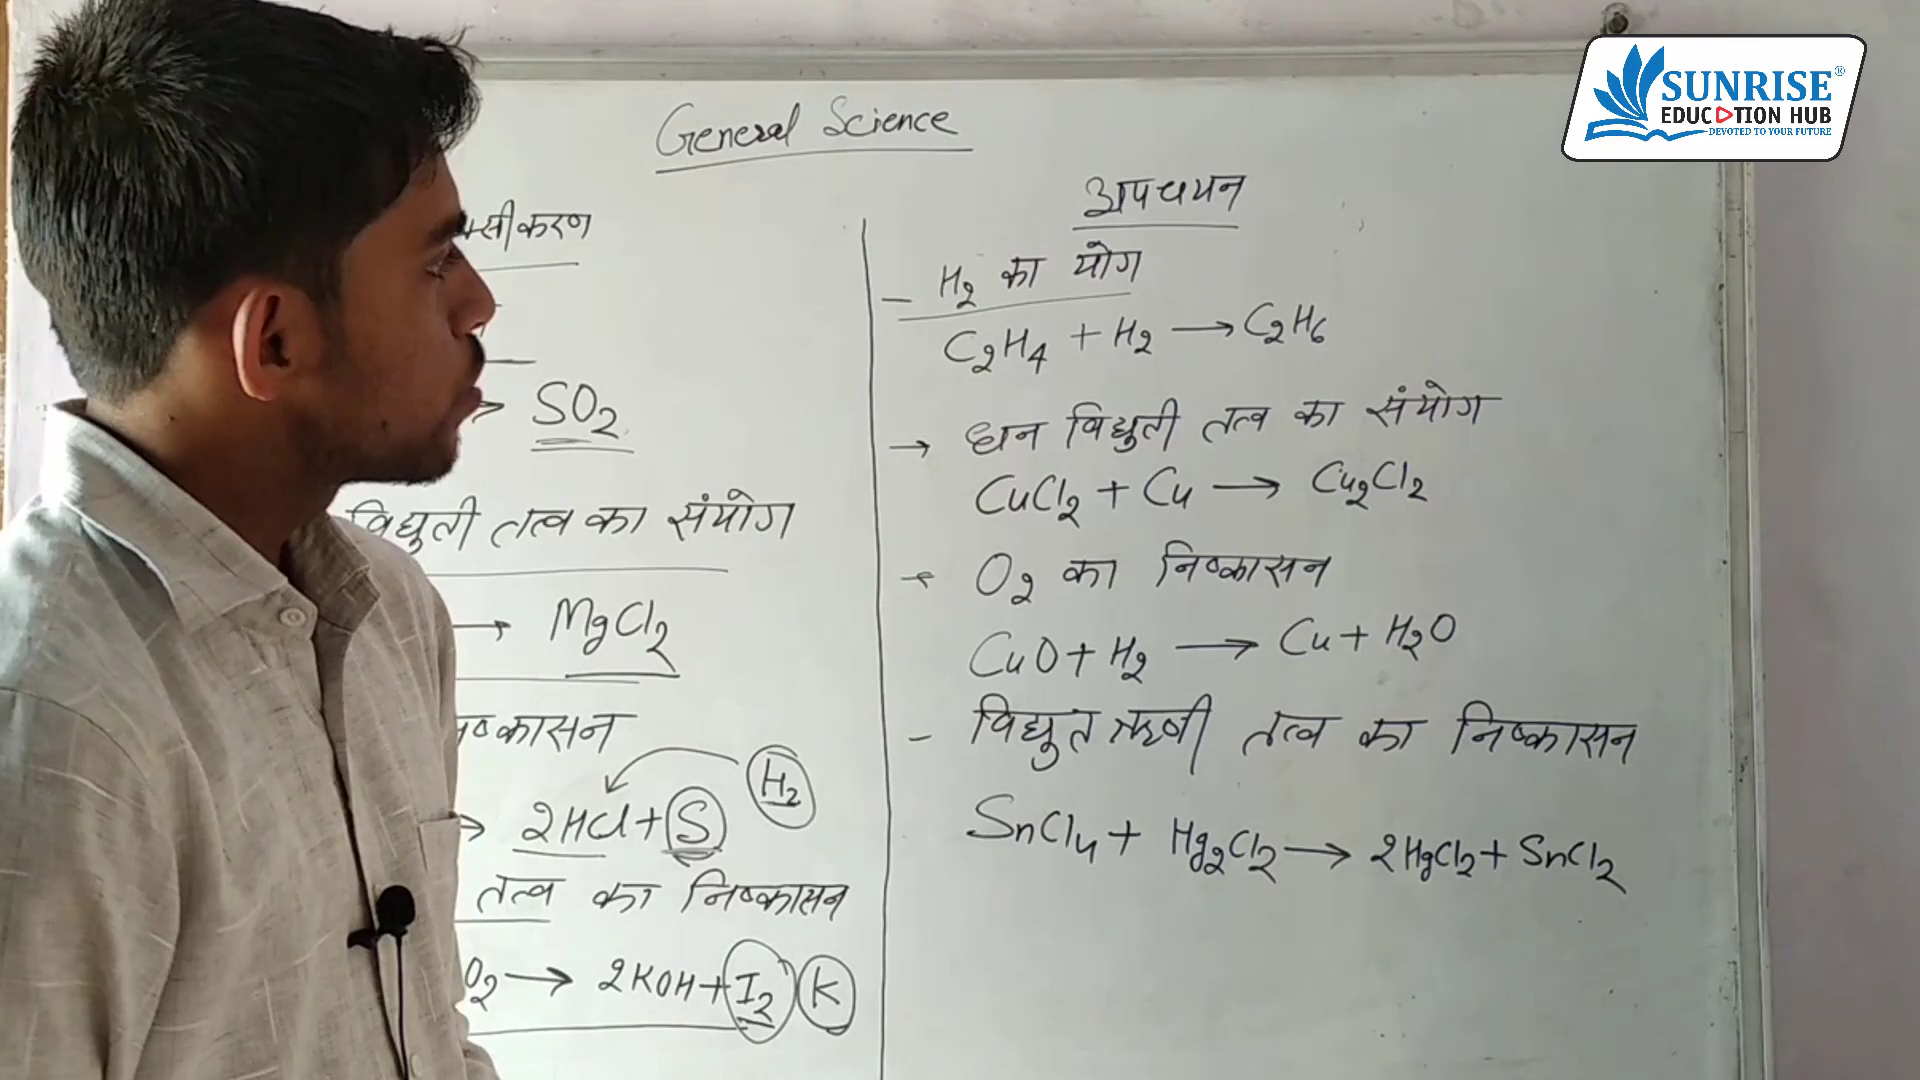 SUNRISE®
EDUCATION HUB
DEVOTED TO YOUR FUTURE
General Science
सीकरण
→ SO2
विद्युती तत्व का संयोग
→ MgCl2
ष्कासन
→ 2HCl + S H2
तत्व का निष्कासन
O2 → 2KOH + I2 K
अपचयन
– H2 का योग
C2H4 + H2 → C2H6
→ धन विद्युती तत्व का संयोग
CuCl2 + Cu → Cu2Cl2
O2 का निष्कासन
CuO + H2 → Cu + H2O
– विद्युत ऋणी तत्व का निष्कासन
SnCl4 + Hg2Cl2 → 2HgCl2 + SnCl2